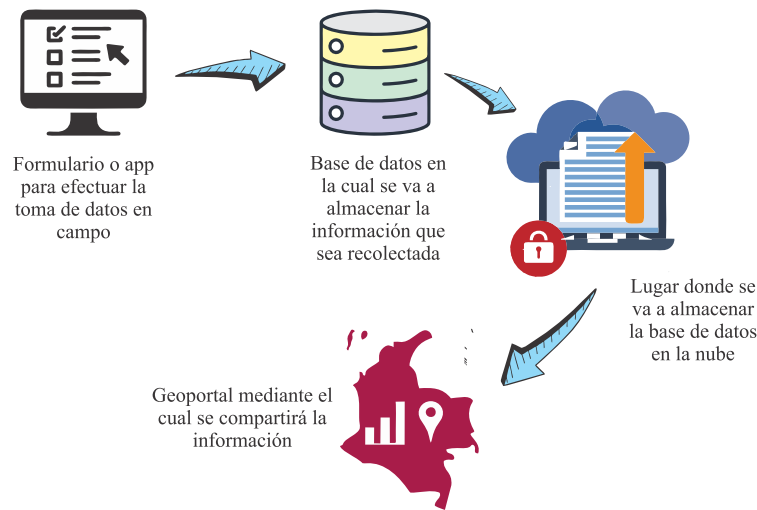 Formulario o app
para efectuar la
toma de datos en
campo
Base de datos en
la cual se va a
almacenar la
información que
sea recolectada
Lugar donde se
va a almacenar
la base de datos
en la nube
Geoportal mediante el
cual se compartirá la
información